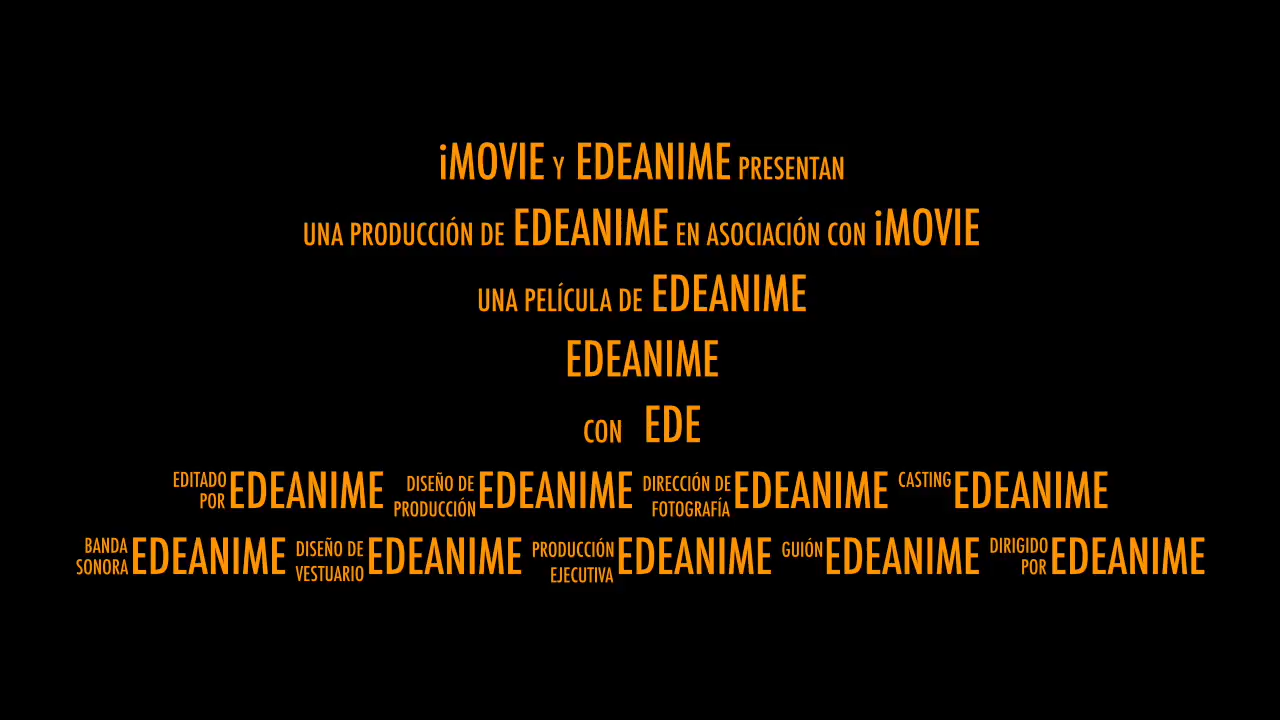 iMOVIE Y EDEANIME PRESENTAN
UNA PRODUCCIÓN DE EDEANIME EN ASOCIACIÓN CON iMOVIE
UNA PELÍCULA DE EDEANIME
EDEANIME
CON EDE
EDITADO POR EDEANIME DISEÑO DE PRODUCCIÓN EDEANIME DIRECCIÓN DE FOTOGRAFÍA EDEANIME CASTING EDEANIME
BANDA SONORA EDEANIME DISEÑO DE VESTUARIO EDEANIME PRODUCCIÓN EJECUTIVA EDEANIME GUIÓN EDEANIME DIRIGIDO POR EDEANIME